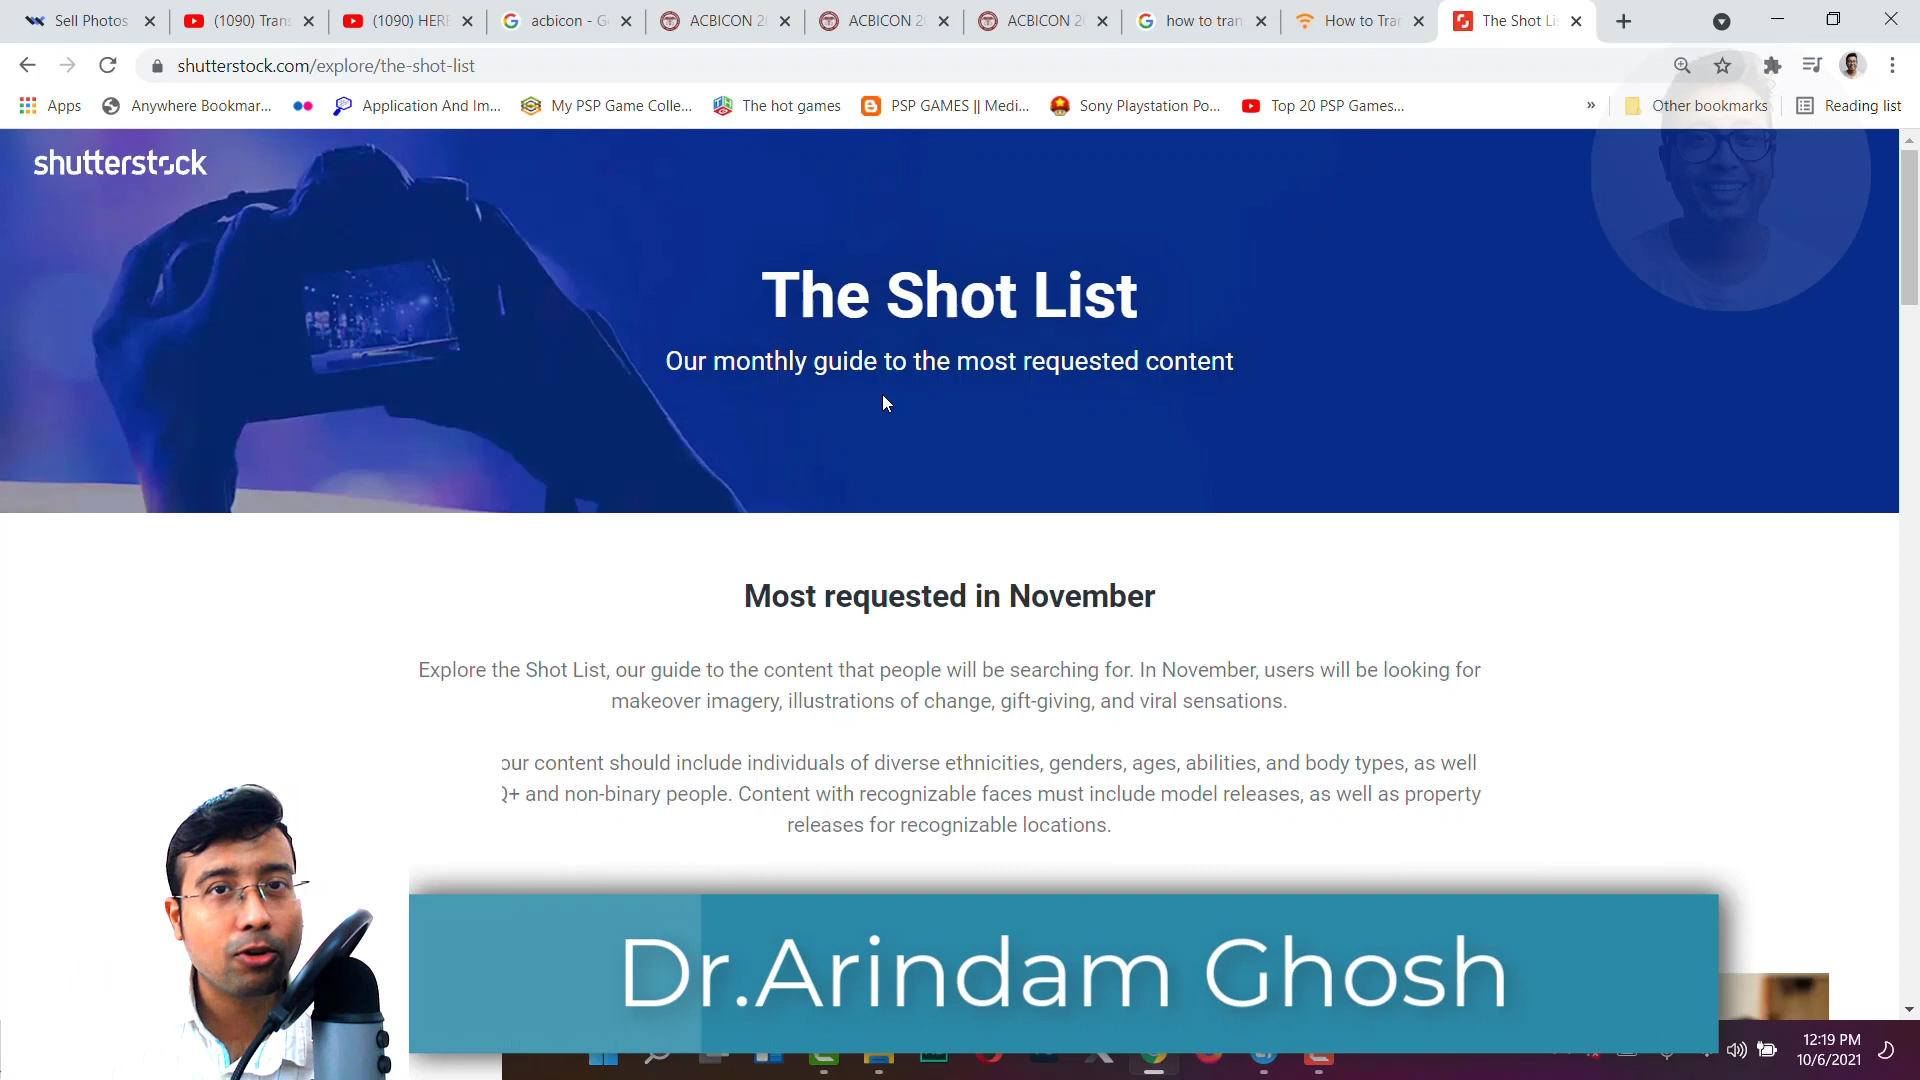 Sell Photos
(1090) Trans
(1090) HERE
acbicon - G
ACBICON 2
ACBICON 20
ACBICON 2
how to tran
How to Tra
The Shot Li
shutterstock.com/explore/the-shot-list
Apps
Anywhere Bookmar...
Application And Im...
My PSP Game Colle...
The hot games
PSP GAMES || Medi...
Sony Playstation Po...
Top 20 PSP Games...
»
Other bookmarks
Reading list
shutterstock
The Shot List
Our monthly guide to the most requested content
Most requested in November
Explore the Shot List, our guide to the content that people will be searching for. In November, users will be looking for
makeover imagery, illustrations of change, gift-giving, and viral sensations.
our content should include individuals of diverse ethnicities, genders, ages, abilities, and body types, as well
Q+ and non-binary people. Content with recognizable faces must include model releases, as well as property
releases for recognizable locations.
Dr.Arindam Ghosh
12:19 PM
10/6/2021